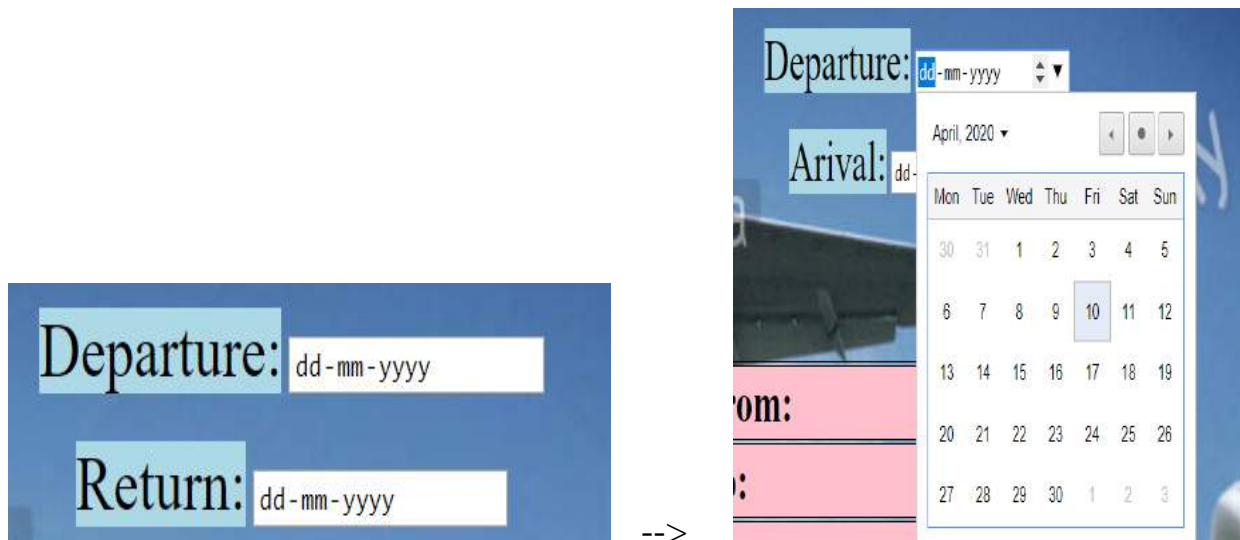 Departure: dd-mm-yyyy
Return: dd-mm-yyyy
-->
Departure: dd-mm-yyyy
Arival: dd-
April, 2020
Mon Tue Wed Thu Fri Sat Sun
30 31 1 2 3 4 5
6 7 8 9 10 11 12
13 14 15 16 17 18 19
20 21 22 23 24 25 26
27 28 29 30 1 2 3
rom:
:
y